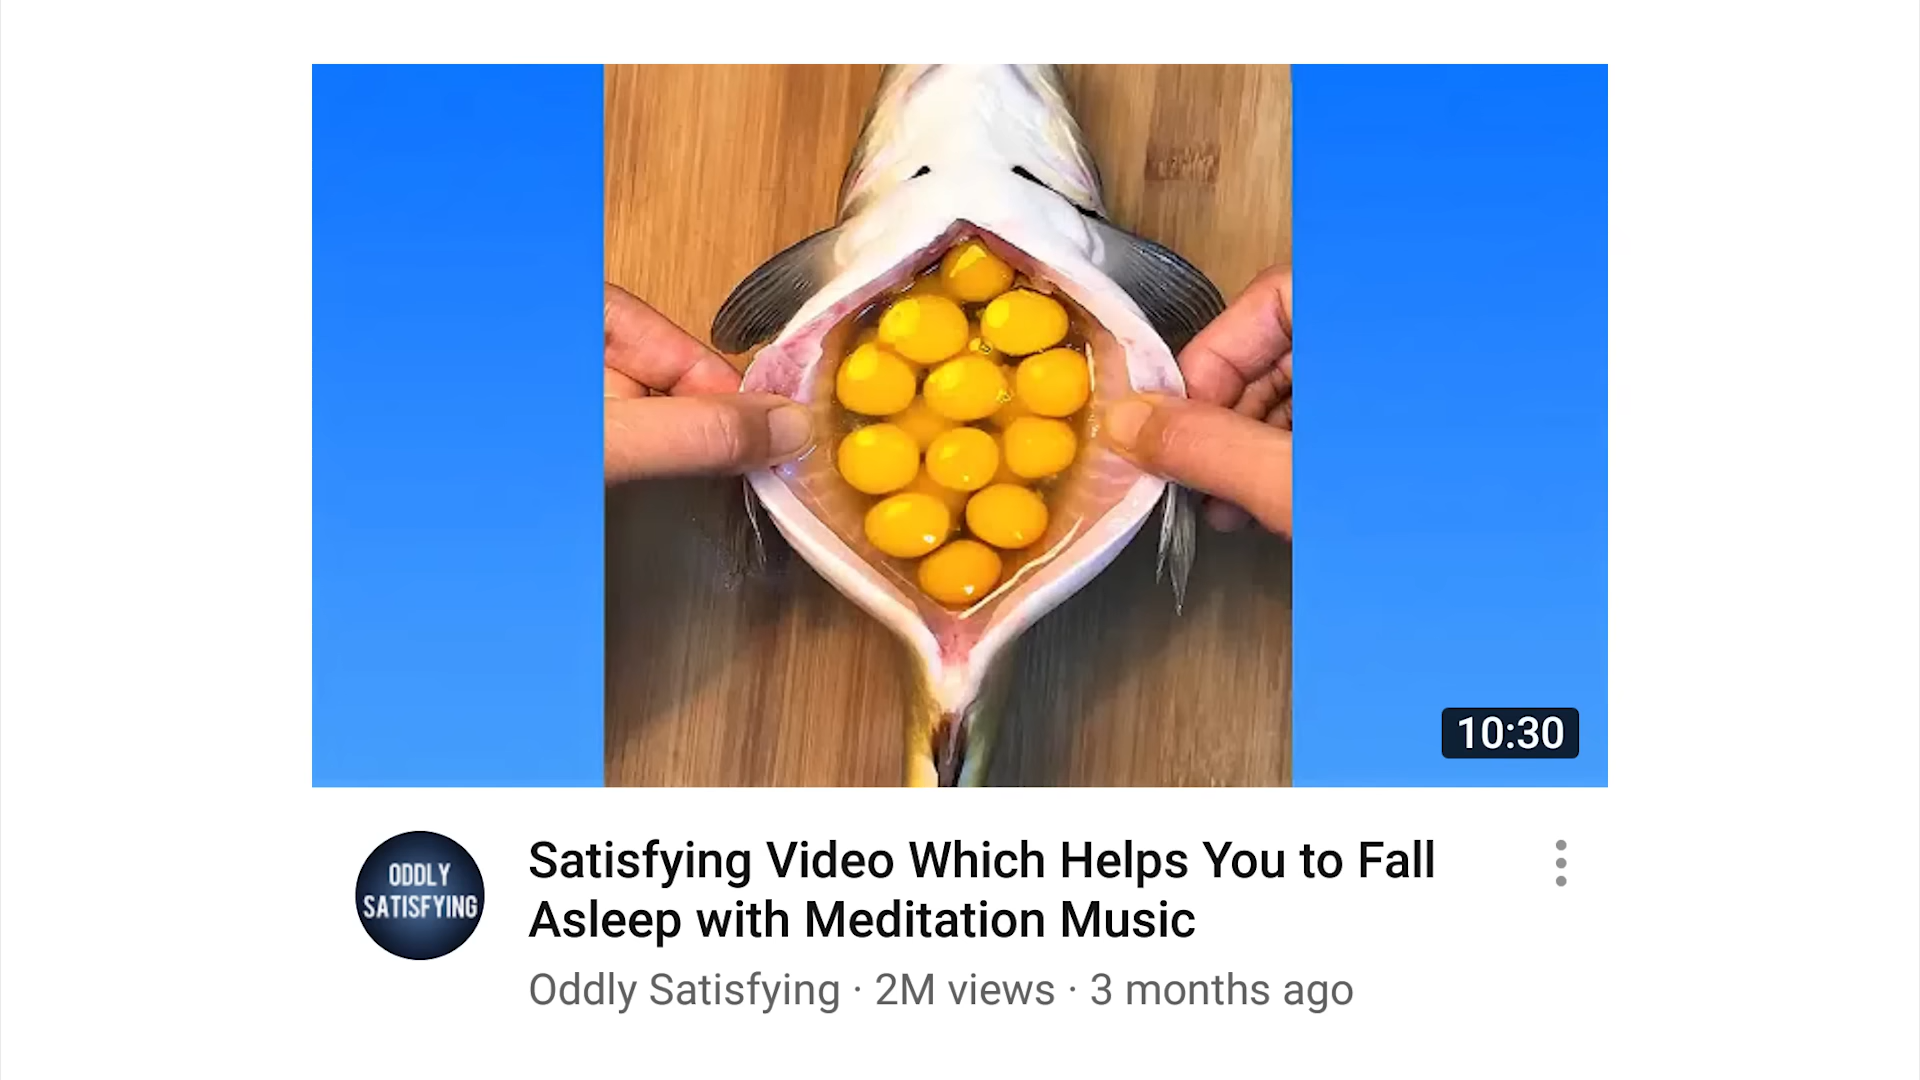 10:30
ODDLY
SATISFYING
Satisfying Video Which Helps You to Fall
Asleep with Meditation Music
Oddly Satisfying · 2M views · 3 months ago